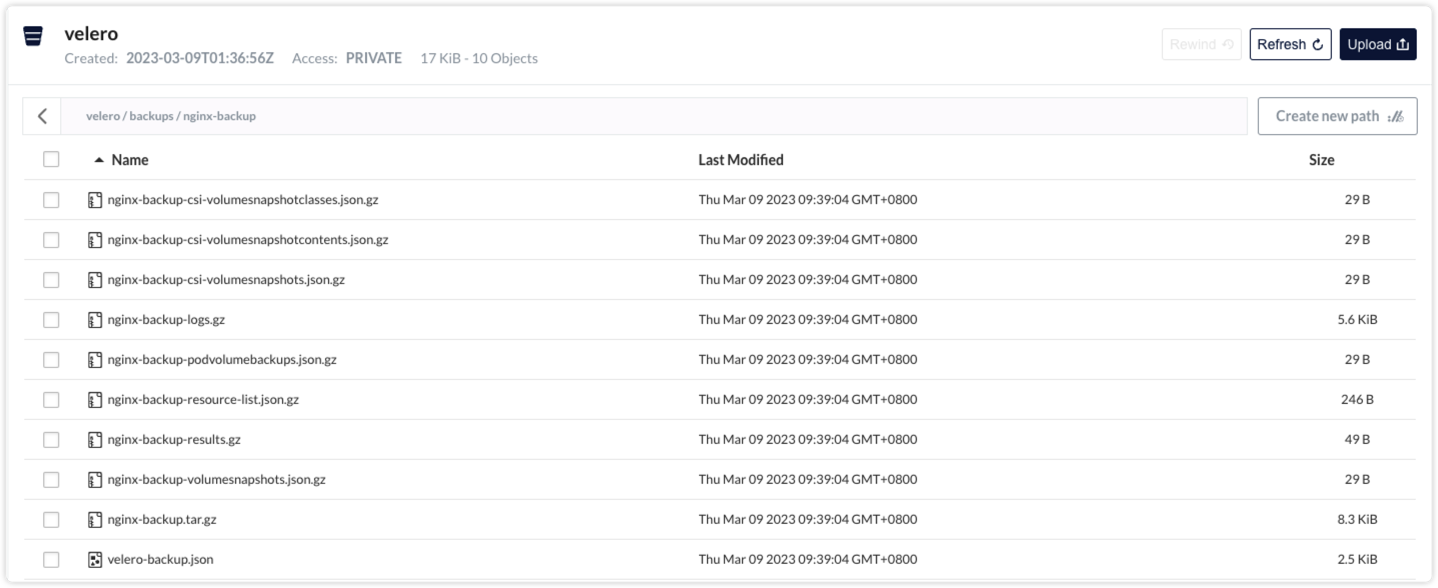 velero
Created: 2023-03-09T01:36:56Z Access: PRIVATE 17 KiB - 10 Objects
Rewind Refresh Upload
velero / backups / nginx-backup
Create new path
Name Last Modified Size
nginx-backup-csi-volumesnapshotclasses.json.gz Thu Mar 09 2023 09:39:04 GMT+0800 29 B
nginx-backup-csi-volumesnapshotcontents.json.gz Thu Mar 09 2023 09:39:04 GMT+0800 29 B
nginx-backup-csi-volumesnapshots.json.gz Thu Mar 09 2023 09:39:04 GMT+0800 29 B
nginx-backup-logs.gz Thu Mar 09 2023 09:39:04 GMT+0800 5.6 KiB
nginx-backup-podvolumebackups.json.gz Thu Mar 09 2023 09:39:04 GMT+0800 29 B
nginx-backup-resource-list.json.gz Thu Mar 09 2023 09:39:04 GMT+0800 246 B
nginx-backup-results.gz Thu Mar 09 2023 09:39:04 GMT+0800 49 B
nginx-backup-volumesnapshots.json.gz Thu Mar 09 2023 09:39:04 GMT+0800 29 B
nginx-backup.tar.gz Thu Mar 09 2023 09:39:04 GMT+0800 8.3 KiB
velero-backup.json Thu Mar 09 2023 09:39:04 GMT+0800 2.5 KiB